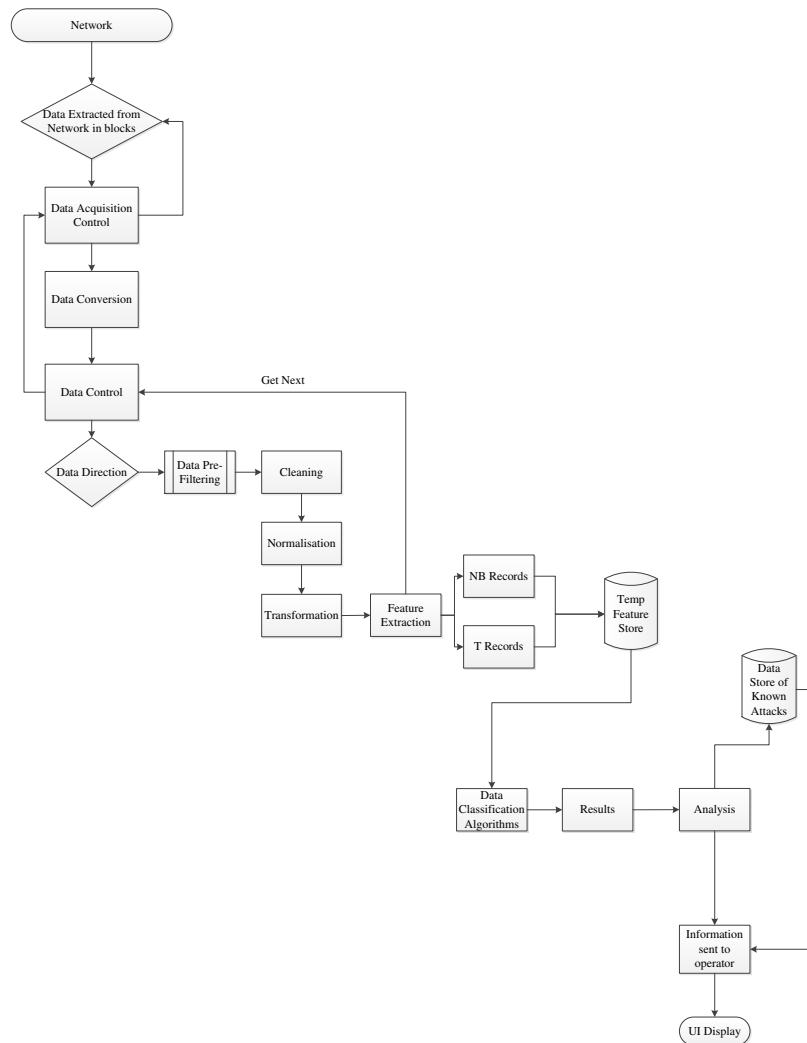 Network
Data Extracted from
Network in blocks
Data Acquisition
Control
Data Conversion
Data Control
Get Next
Data Direction
Data Pre-
Filtering
Cleaning
Normalisation
Transformation
Feature
Extraction
NB Records
T Records
Temp
Feature
Store
Data
Store of
Known
Attacks
Data
Classification
Algorithms
Results
Analysis
Information
sent to
operator
UI Display